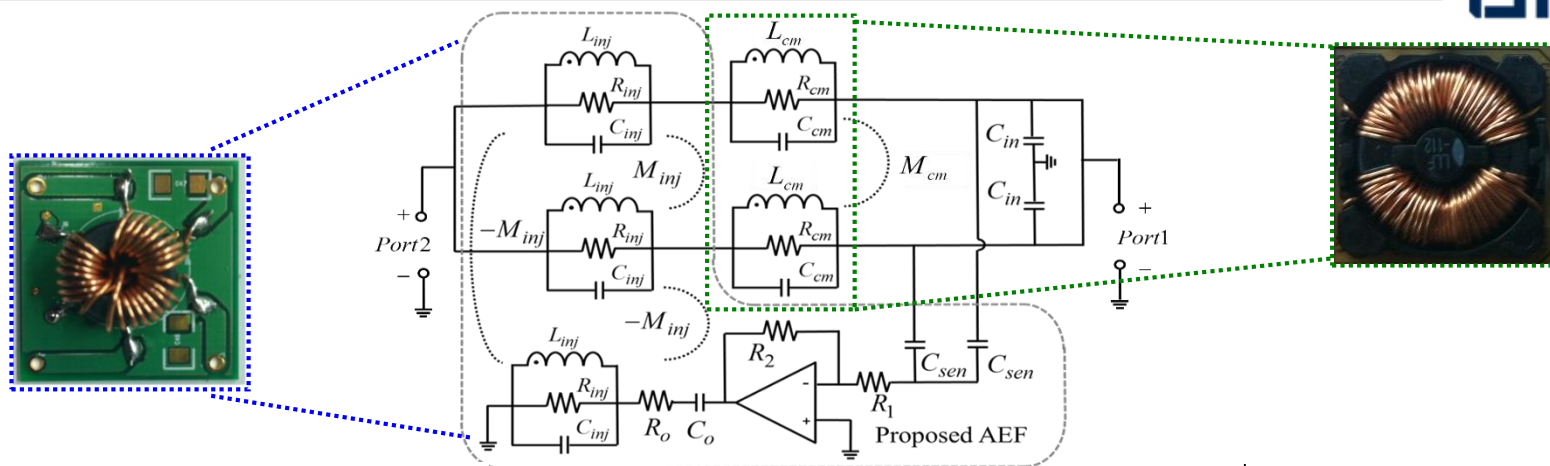 L_inj
R_inj
C_inj
L_cm
R_cm
C_cm
M_inj
M_cm
C_in
C_in
L_inj
R_inj
C_inj
L_cm
R_cm
C_cm
−M_inj
+
Port2
−
+
Port1
−
−M_inj
L_inj
R_inj
C_inj
R_o
C_o
R_2
-
+
R_1
C_sen
C_sen
Proposed AEF